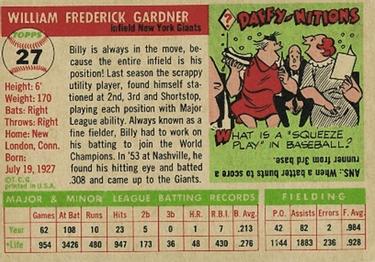 WILLIAM FREDERICK GARDNER
Infield New York Giants
TOPPS
27
Height: 6'
Weight: 170
Bats: Right
Throws: Right
Home: New
London, Conn.
Born:
July 19, 1927
©T. C. G
printed in U.S.A.
Billy is always in the move, be-
cause the entire infield is his
position! Last season the scrappy
utility player, found himself
stationed at 2nd, 3rd and Shortstop,
playing each position with Major
League ability. Always known as a
fine fielder, Billy had to work on
his batting to join the
World Champions. In '53 at Nashville, he
found his hitting eye and batted
.308 and came up to the Giants.
? DAFFY-NITIONS
WHAT IS A "SQUEEZE
PLAY" IN BASEBALL?
ANS.: When a batter bunts to score a
runner from 3rd base.
MAJOR & MINOR LEAGUE BATTING RECORDS FIELDING
Games At Bat Runs Hits 2b 3b H.R. R.B.I. B. Avg. P.O. Assists Errors F. Avg.
Year 62 108 10 23 5 0 1 7 .213 42 82 2 .984
Life 954 3426 480 947 173 36 48 430 .276 1144 1883 236 .928